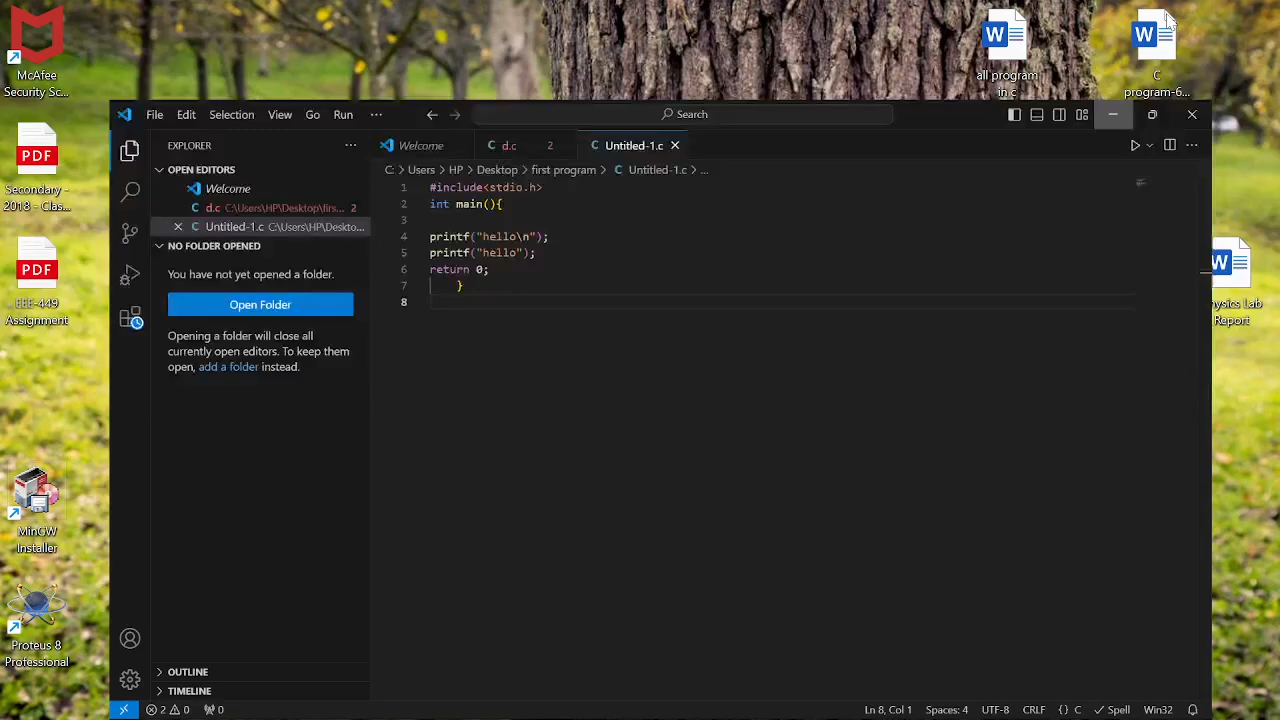 McAfee
Security Sc...
Secondary -
2018 - Clas...
EEE-449
Assignment
MinGW
Installer
Proteus 8
Professional
all program
in c
C
program-6...
Report
File Edit Selection View Go Run ...
Search
EXPLORER
OPEN EDITORS
Welcome
d.c C:\Users\HP\Desktop\firs... 2
Untitled-1.c C:\Users\HP\Deskto...
NO FOLDER OPENED
You have not yet opened a folder.
Open Folder
Opening a folder will close all
currently open editors. To keep them
open, add a folder instead.
OUTLINE
TIMELINE
Welcome
d.c 2
Untitled-1.c
C: > Users > HP > Desktop > first program > C Untitled-1.c > ...
1 #include<stdio.h>
2 int main(){
3
4 printf("hello\n");
5 printf("hello");
6 return 0;
7 }
8
2 0 0
Ln 8, Col 1 Spaces: 4 UTF-8 CRLF {} C Spell Win32